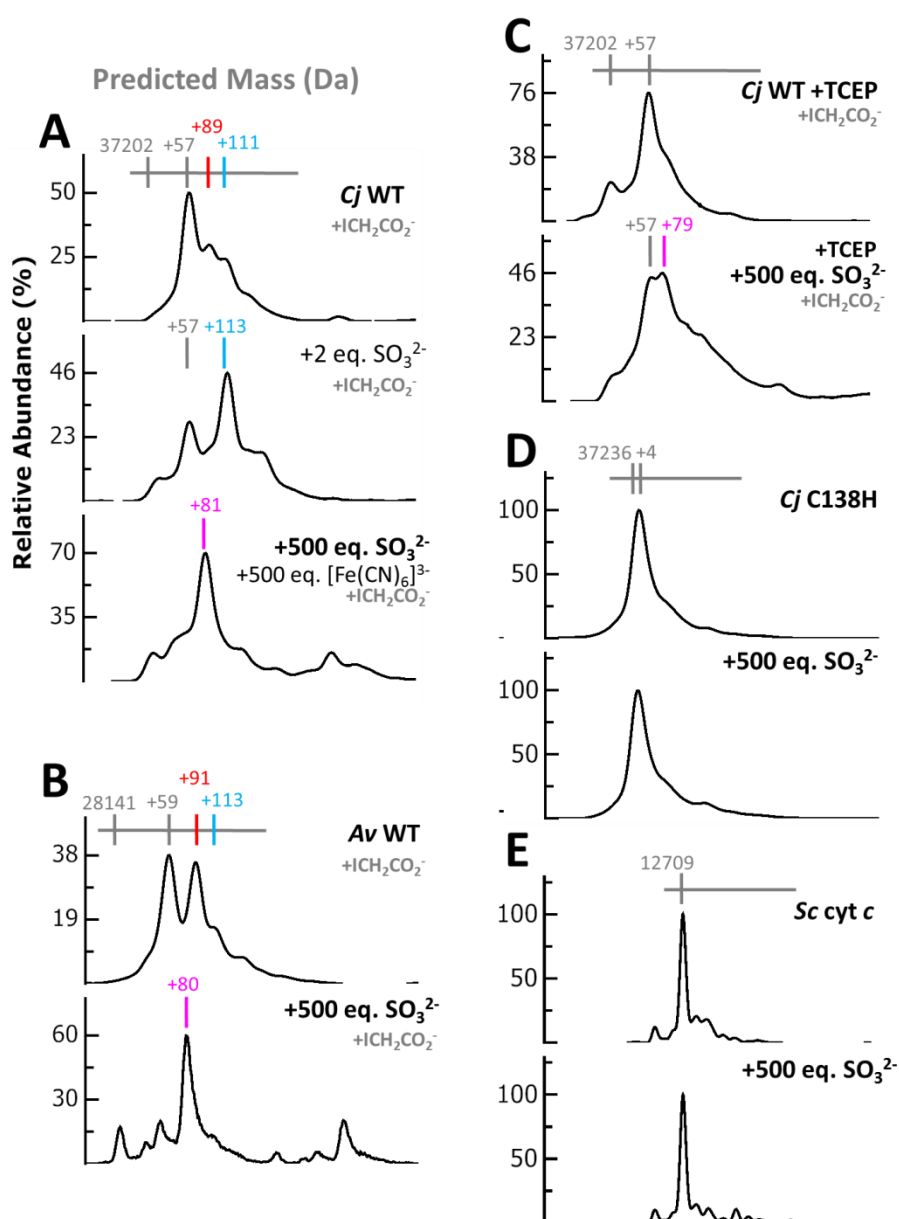 Predicted Mass (Da)
Relative Abundance (%)
A
+89
37202 +57 +111
Cj WT
+ICH₂CO₂⁻
50
25
+57 +113
+2 eq. SO₃²⁻
+ICH₂CO₂⁻
46
23
+81
+500 eq. SO₃²⁻
+500 eq. [Fe(CN)₆]³⁻
+ICH₂CO₂⁻
70
35
B
+91
28141 +59 +113
Av WT
+ICH₂CO₂⁻
38
19
+80
+500 eq. SO₃²⁻
+ICH₂CO₂⁻
60
30
C
37202 +57
Cj WT +TCEP
+ICH₂CO₂⁻
76
38
+57 +79
+TCEP
+500 eq. SO₃²⁻
+ICH₂CO₂⁻
46
23
D
37236 +4
Cj C138H
100
50
+500 eq. SO₃²⁻
100
50
E
12709
Sc cyt c
100
50
+500 eq. SO₃²⁻
100
50